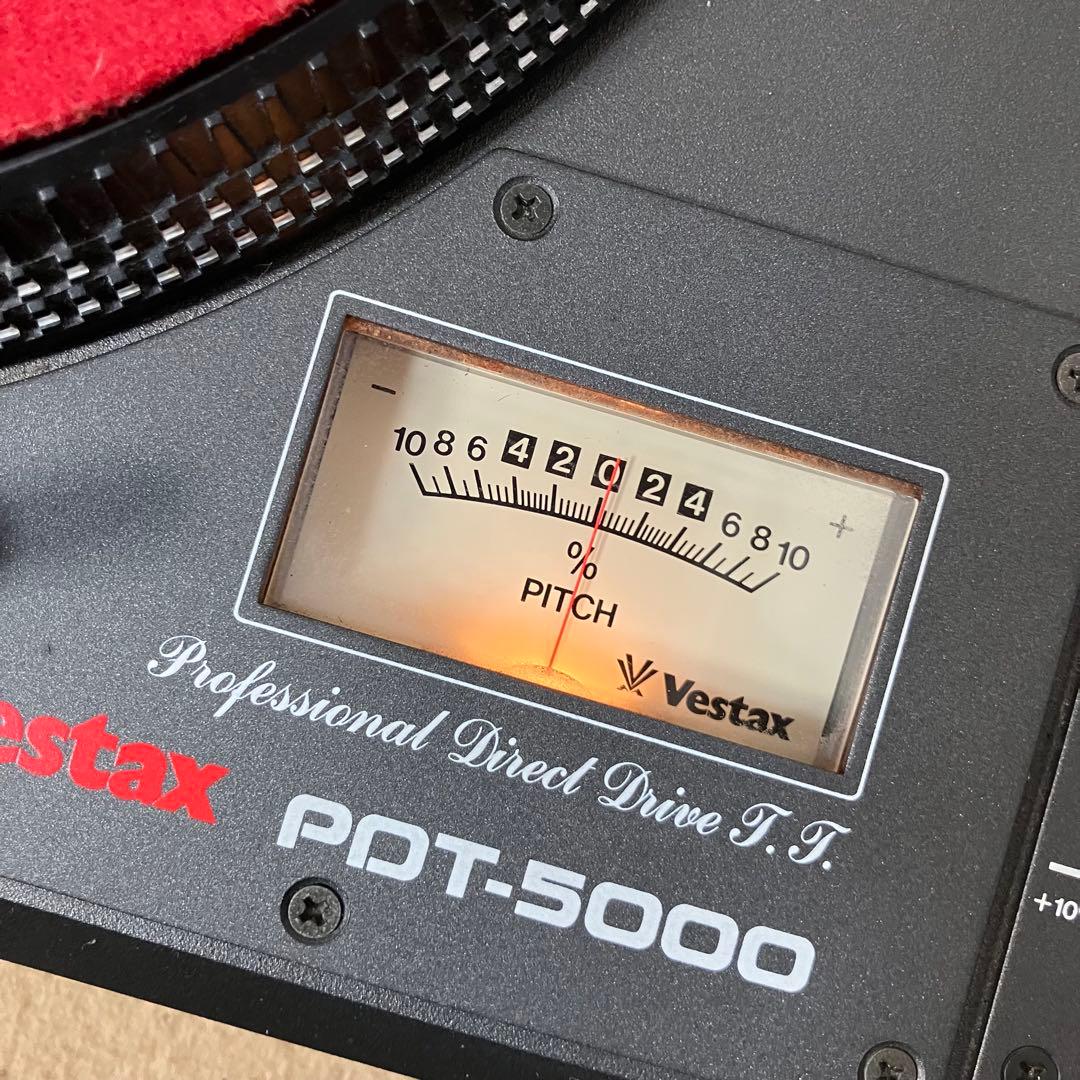 −
+
10 8 6 4 2 0 2 4 6 8 10
%
PITCH
Vestax
Professional Direct Drive T.T.
estax
PDT-5000
+10